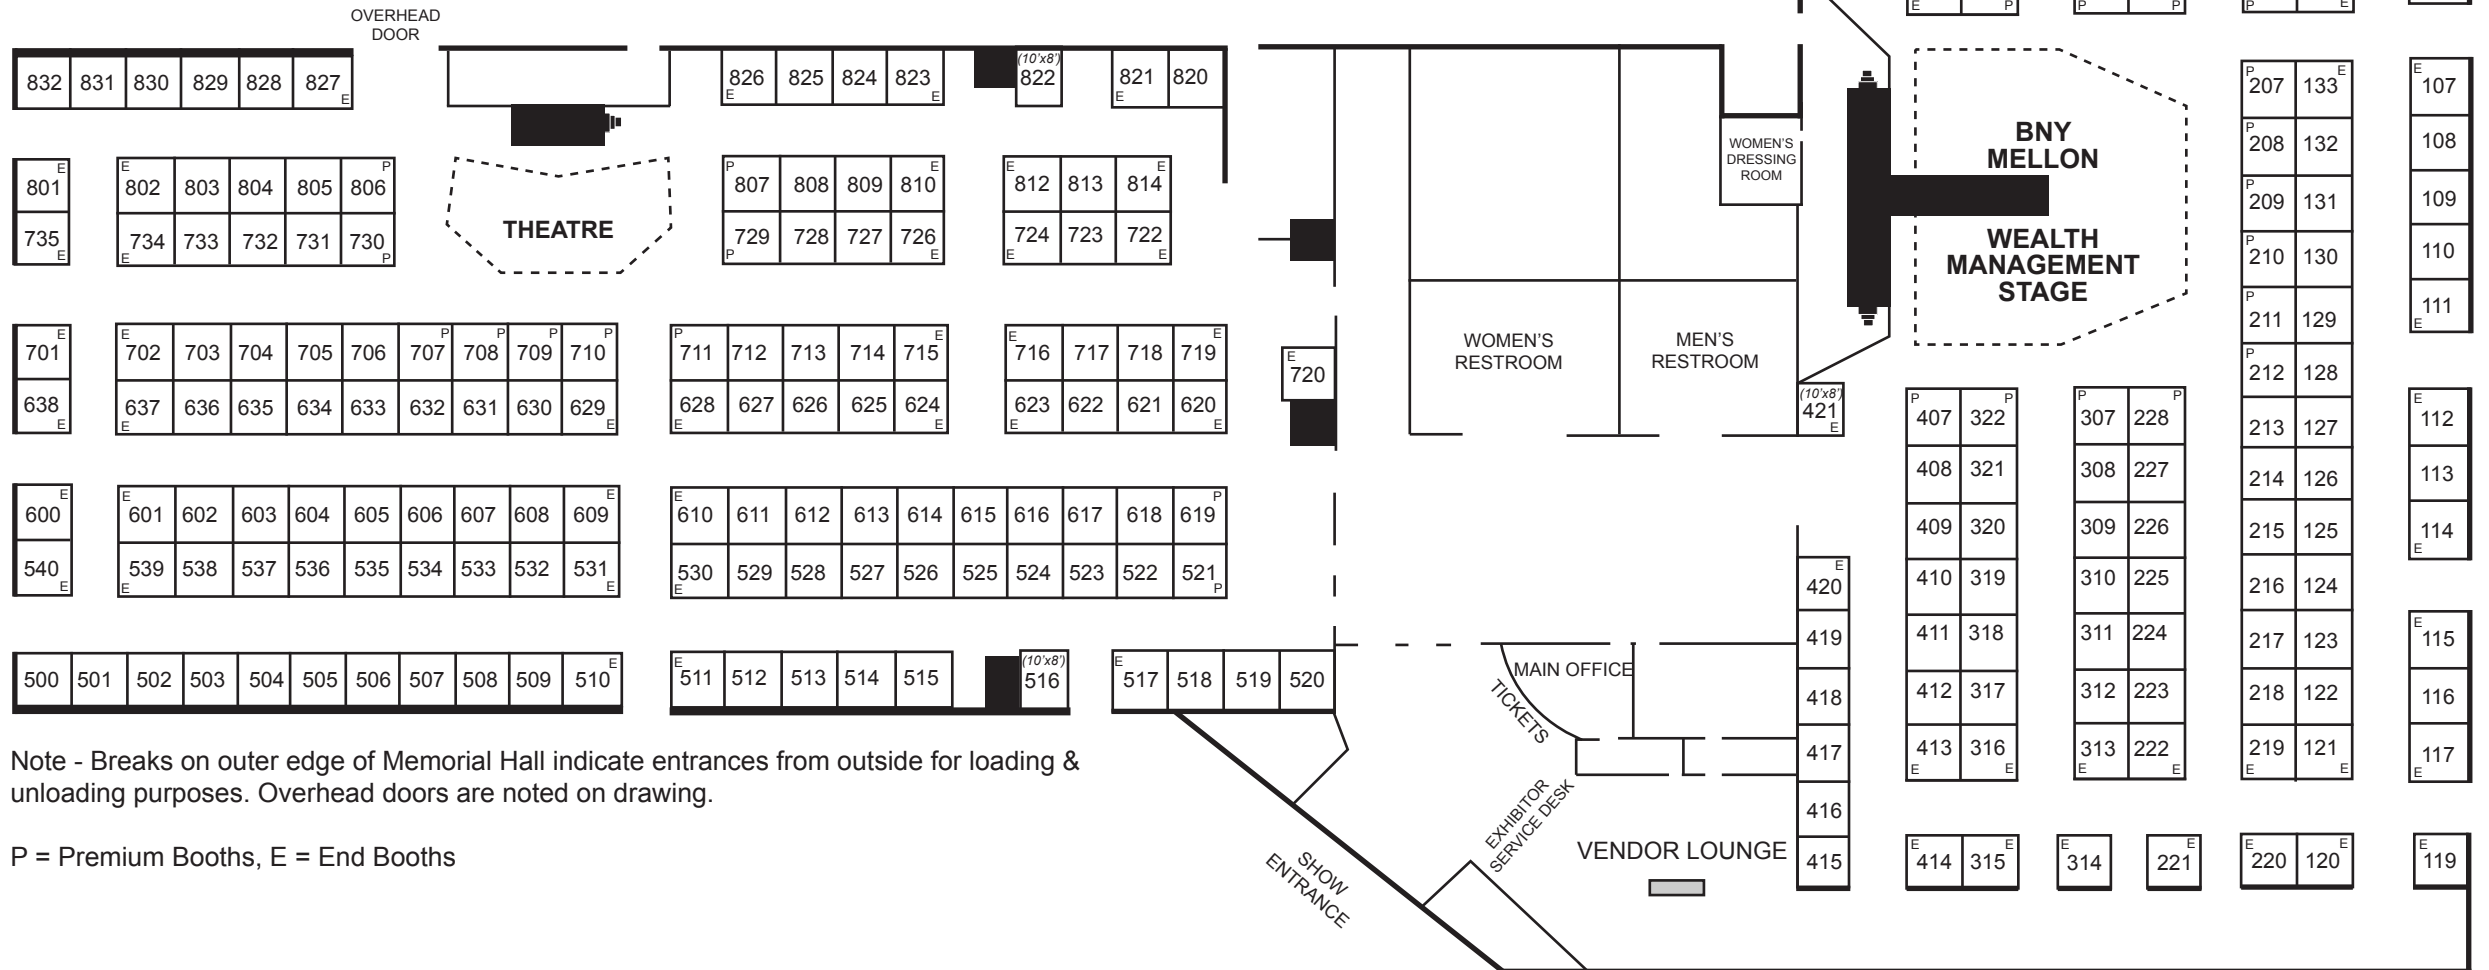 OVERHEAD
DOOR
E P P P P E
832 831 830 829 828 827 E
826 E 825 824 823 E
(10'x8')
822
821 E 820
E 801
735 E
E 802 803 804 805 806 P
E 734 733 732 731 730 P
THEATRE
P 807 808 809 810 E
P 729 728 727 726 E
E 812 813 814 E
E 724 723 722 E
701 E
638 E
E 702 703 704 705 706 707 P 708 P 709 P 710 P
E 637 636 635 634 633 632 631 630 629 E
P 711 712 713 714 715 E
E 628 627 626 625 624 E
E 716 717 718 719 E
E 623 622 621 620 E
E
720
600 E
540 E
E 601 602 603 604 605 606 607 608 609 E
E 539 538 537 536 535 534 533 532 531 E
E 610 611 612 613 614 615 616 617 618 619 P
E 530 529 528 527 526 525 524 523 522 521 P
500 501 502 503 504 505 506 507 508 509 510 E
E 511 512 513 514 515
(10'x8')
516
E 517 518 519 520
WOMEN'S
DRESSING
ROOM
WOMEN'S
RESTROOM
MEN'S
RESTROOM
BNY
MELLON
WEALTH
MANAGEMENT
STAGE
(10'x8')
421
E
E
420
419
418
417
416
415
P 407 322 P
408 321
409 320
410 319
411 318
412 317
E 413 316 E
E 414 315 E
P 307 228 P
308 227
309 226
310 225
311 224
312 223
E 313 222 E
E 314
221 E
P 207 133 E
P 208 132
P 209 131
P 210 130
P 211 129
P 212 128
213 127
214 126
215 125
216 124
217 123
218 122
E 219 121 E
E 220 120 E
E 107
108
109
110
E 111
E 112
113
E 114
E 115
116
E 117
E 119
MAIN OFFICE
TICKETS
EXHIBITOR
SERVICE DESK
VENDOR LOUNGE
SHOW
ENTRANCE
Note - Breaks on outer edge of Memorial Hall indicate entrances from outside for loading &
unloading purposes. Overhead doors are noted on drawing.
P = Premium Booths, E = End Booths